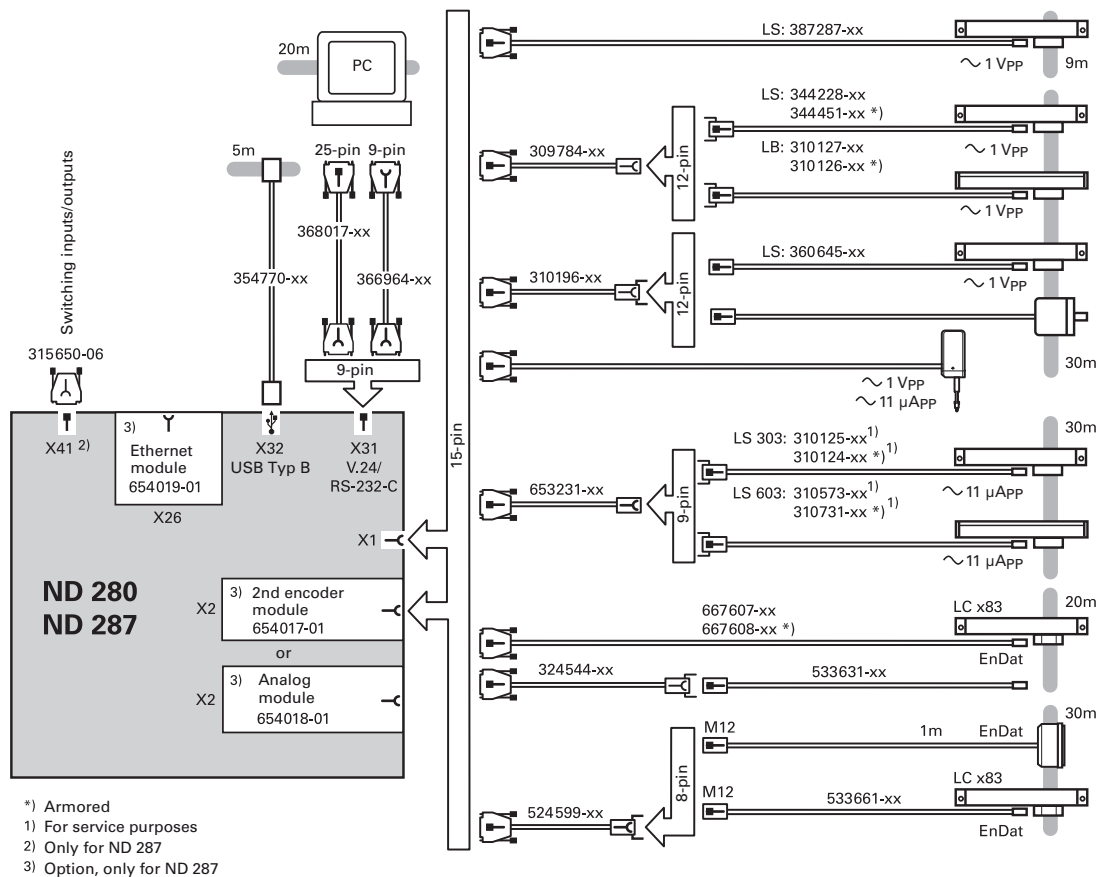 20m
PC
5m
25-pin 9-pin
368017-xx
354770-xx
366964-xx
Switching inputs/outputs
315650-06
9-pin
X41 2)
3)
Ethernet
module
654019-01
X26
X32
USB Typ B
X31
V.24/
RS-232-C
X1
ND 280
ND 287
X2
3) 2nd encoder
module
654017-01
or
X2
3) Analog
module
654018-01
15-pin
LS: 387287-xx
∼ 1 VPP
9m
309784-xx
12-pin
LS: 344228-xx
344451-xx *)
∼ 1 VPP
LB: 310127-xx
310126-xx *)
∼ 1 VPP
310196-xx
12-pin
LS: 360645-xx
∼ 1 VPP
30m
∼ 1 VPP
∼ 11 µAPP
30m
653231-xx
9-pin
LS 303: 310125-xx1)
310124-xx *)1)
∼ 11 µAPP
LS 603: 310573-xx1)
310731-xx *)1)
∼ 11 µAPP
667607-xx
667608-xx *)
LC x83
20m
EnDat
324544-xx
533631-xx
30m
M12
1m
EnDat
8-pin
LC x83
M12
533661-xx
524599-xx
EnDat
*) Armored
1) For service purposes
2) Only for ND 287
3) Option, only for ND 287